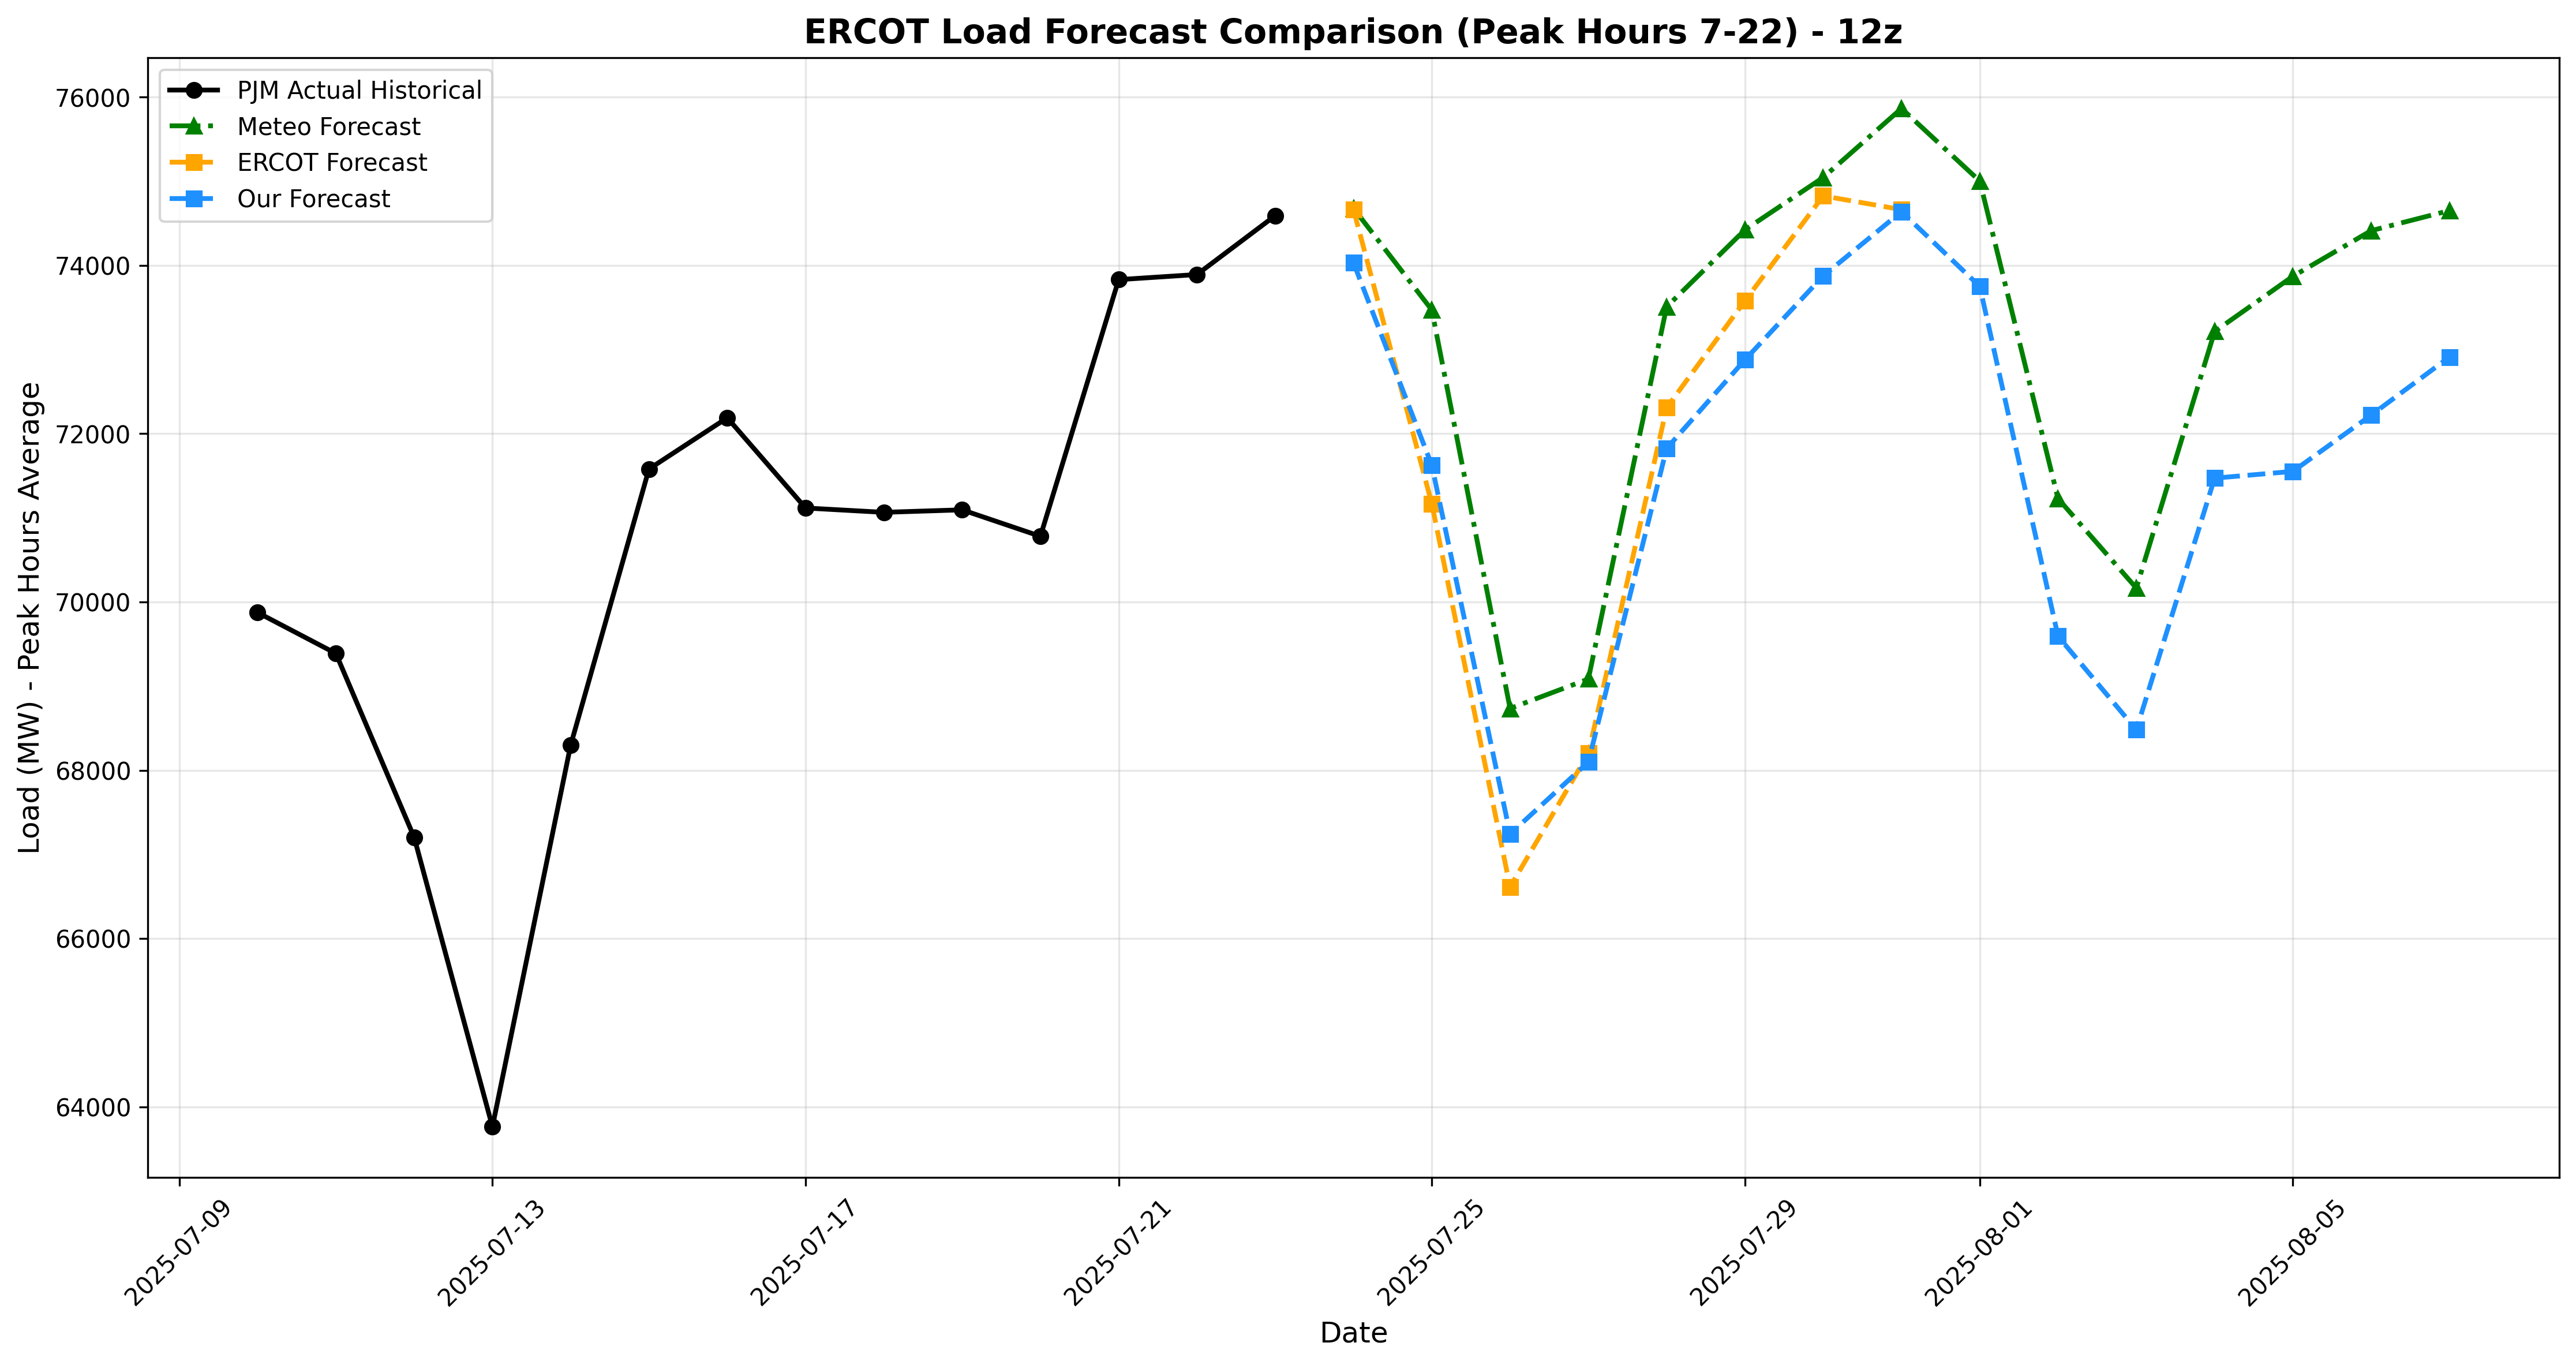 ERCOT Load Forecast Comparison (Peak Hours 7-22) - 12z
PJM Actual Historical
Meteo Forecast
ERCOT Forecast
Our Forecast
Load (MW) - Peak Hours Average
76000
74000
72000
70000
68000
66000
64000
2025-07-09
2025-07-13
2025-07-17
2025-07-21
2025-07-25
2025-07-29
2025-08-01
2025-08-05
Date